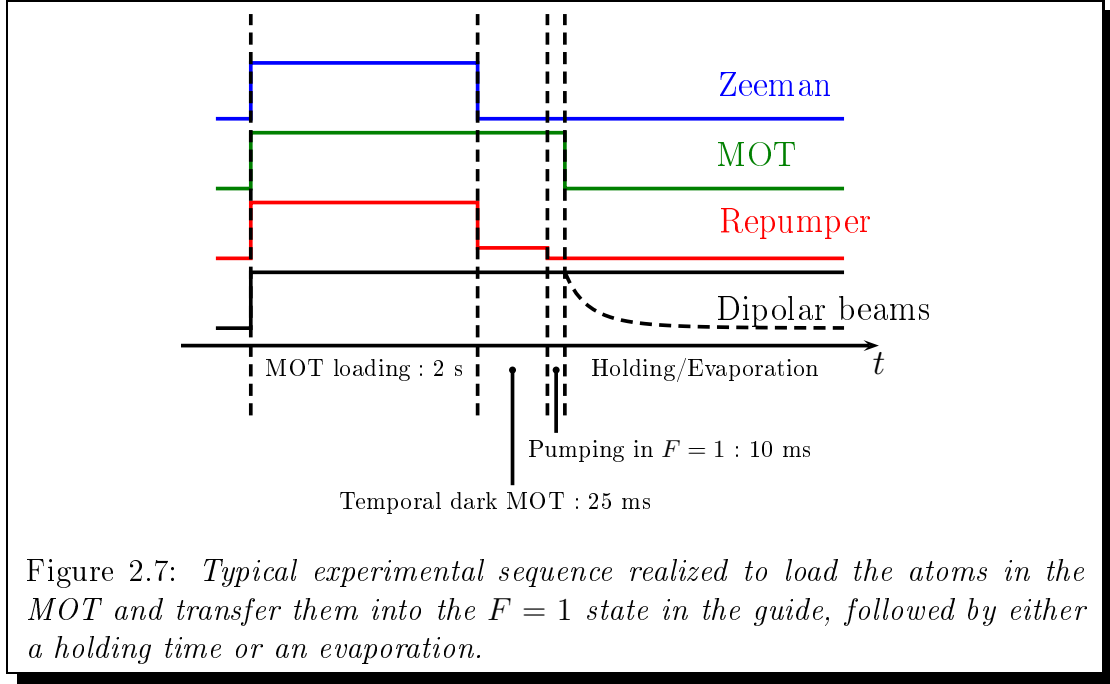 Zeeman
MOT
Repumper
Dipolar beams
t
MOT loading : 2 s
Holding/Evaporation
Pumping in F = 1 : 10 ms
Temporal dark MOT : 25 ms
Figure 2.7: Typical experimental sequence realized to load the atoms in the
MOT and transfer them into the F = 1 state in the guide, followed by either
a holding time or an evaporation.